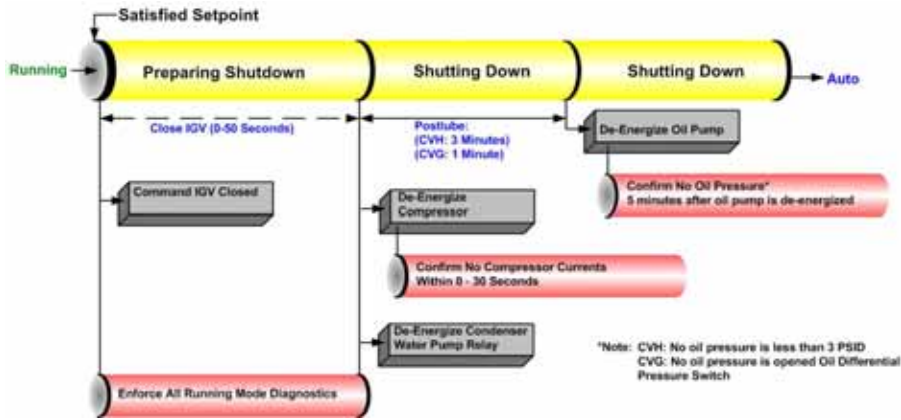 Satisfied Setpoint
Running
Preparing Shutdown
Shutting Down
Shutting Down
Auto
Close IGV (0-50 Seconds)
Postlube:
(CVH: 3 Minutes)
(CVG: 1 Minute)
De-Energize Oil Pump
Confirm No Oil Pressure*
5 minutes after oil pump is de-energized
Command IGV Closed
De-Energize
Compressor
Confirm No Compressor Currents
Within 0 - 30 Seconds
De-Energize Condenser
Water Pump Relay
*Note: CVH: No oil pressure is less than 3 PSID
CVG: No oil pressure is opened Oil Differential
Pressure Switch
Enforce All Running Mode Diagnostics